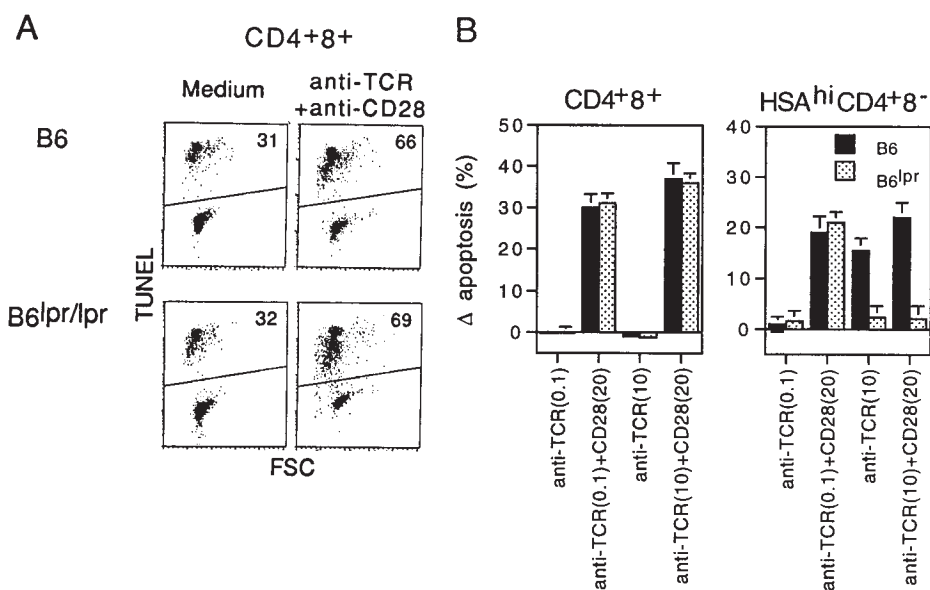 A
CD4+8+
Medium
anti-TCR
+anti-CD28
B6
31
66
B6lpr/lpr
32
69
TUNEL
FSC
B
CD4+8+
Δ apoptosis (%)
50
40
30
20
10
0
anti-TCR(0.1)
anti-TCR(0.1)+CD28(20)
anti-TCR(10)
anti-TCR(10)+CD28(20)
HSAhiCD4+8-
40
30
20
10
0
B6
B6lpr
anti-TCR(0.1)
anti-TCR(0.1)+CD28(20)
anti-TCR(10)
anti-TCR(10)+CD28(20)